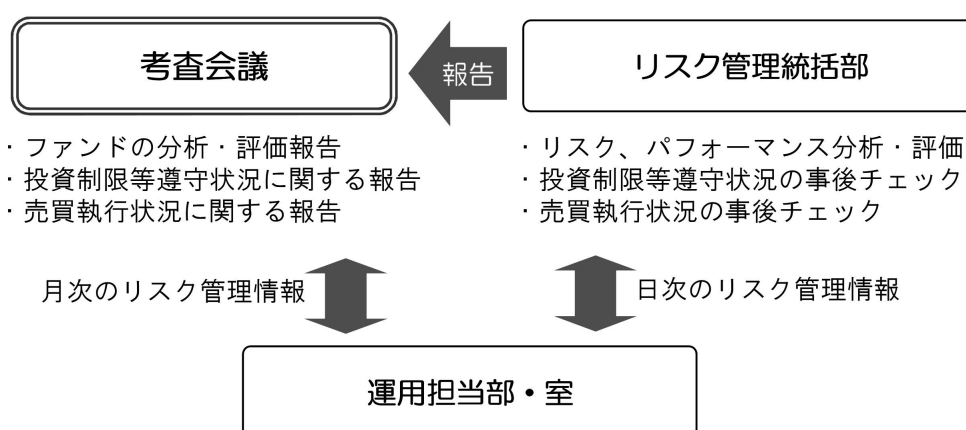 考査会議
報告
リスク管理統括部
・ファンドの分析・評価報告
・投資制限等遵守状況に関する報告
・売買執行状況に関する報告
・リスク、パフォーマンス分析・評価
・投資制限等遵守状況の事後チェック
・売買執行状況の事後チェック
月次のリスク管理情報
日次のリスク管理情報
運用担当部・室